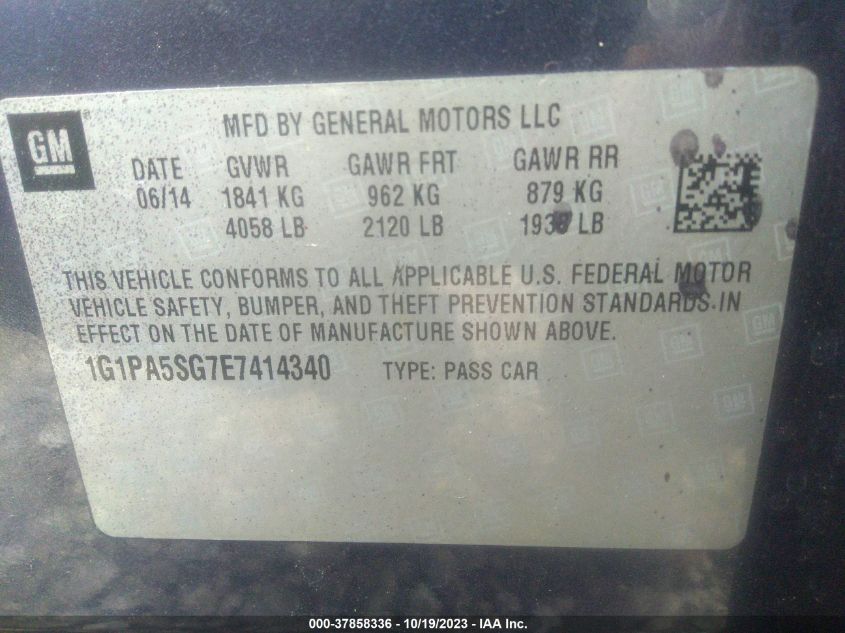 GM
MFD BY GENERAL MOTORS LLC
DATE GVWR GAWR FRT GAWR RR
06/14 1841 KG 962 KG 879 KG
4058 LB 2120 LB LB
THIS VEHICLE CONFORMS TO ALL APPLICABLE U.S. FEDERAL MOTOR
VEHICLE SAFETY, BUMPER, AND THEFT PREVENTION STANDARDS IN
EFFECT ON THE DATE OF MANUFACTURE SHOWN ABOVE.
1G1PA5SG7E7414340 TYPE: PASS CAR
000-37858336 - 10/19/2023 - IAA Inc.